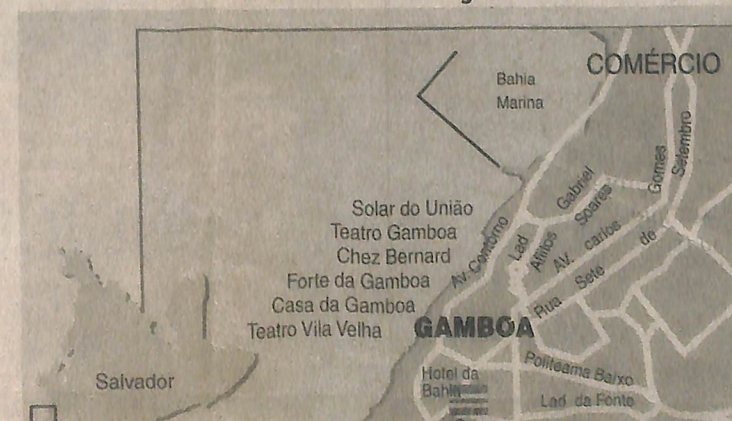 COMÉRCIO
Bahia
Marina
Gomes
Setembro
Gabriel
Soares
Solar do União
Teatro Gamboa
Chez Bernard
Forte da Gamboa
Casa da Gamboa
Teatro Vila Velha
Av. Contorno
Lad
Aflitos
AV. carlos
Rua Sete de
GAMBOA
Salvador
Hotel da
Bahia
Politeama Baixo
Lad da Fonte